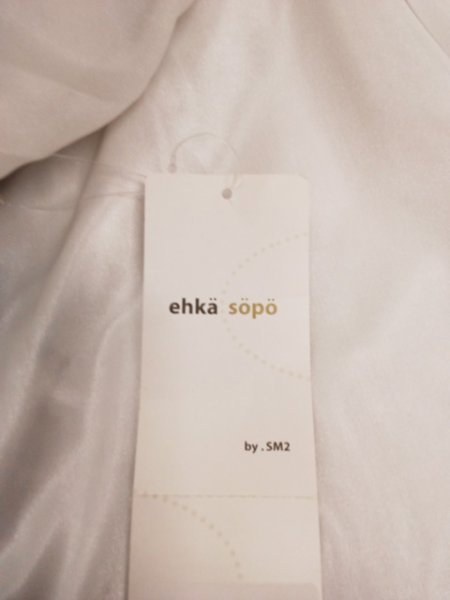 ehkä söpö
by . SM2